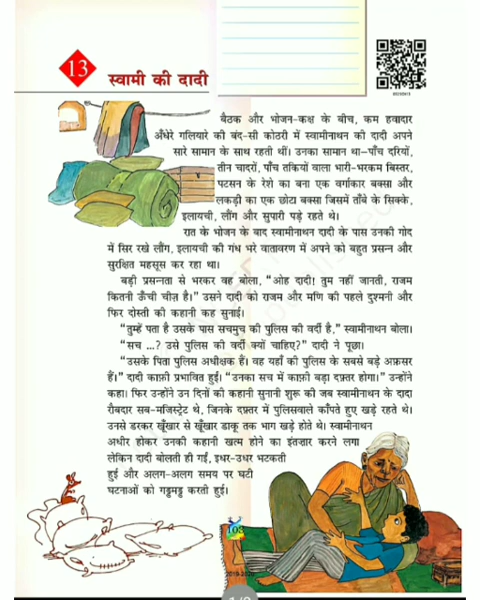 13
स्वामी की दादी
बैठक और भोजन-कक्ष के बीच, कम हवादार
अँधेरे गलियारे की बंद-सी कोठरी में स्वामीनाथन की दादी अपने
सारे सामान के साथ रहती थीं। उनका सामान था—पाँच दरियों,
तीन चादरों, पाँच तकियों वाला भारी-भरकम बिस्तर,
पटसन के रेशे का बना एक वर्गाकार बक्सा और
लकड़ी का एक छोटा बक्सा जिसमें ताँबे के सिक्के,
इलायची, लौंग और सुपारी पड़े रहते थे।
रात के भोजन के बाद स्वामीनाथन दादी के पास उनकी गोद
में सिर रखे लौंग, इलायची की गंध भरे वातावरण में अपने को बहुत प्रसन्न और
सुरक्षित महसूस कर रहा था।
बड़ी प्रसन्नता से भरकर वह बोला, “ओह दादी! तुम नहीं जानती, राजम
कितनी ऊँची चीज़ है।” उसने दादी को राजम और मणि की पहले दुश्मनी और
फिर दोस्ती की कहानी कह सुनाई।
“तुम्हें पता है उसके पास सचमुच की पुलिस की वर्दी है,” स्वामीनाथन बोला।
“सच ...? उसे पुलिस की वर्दी क्यों चाहिए?” दादी ने पूछा।
“उसके पिता पुलिस अधीक्षक हैं। वह यहाँ की पुलिस के सबसे बड़े अफ़सर
हैं।” दादी काफ़ी प्रभावित हुईं। “उनका सच में काफ़ी बड़ा दफ़्तर होगा।” उन्होंने
कहा। फिर उन्होंने उन दिनों की कहानी सुनानी शुरू की जब स्वामीनाथन के दादा
रौबदार सब-मजिस्ट्रेट थे, जिनके दफ़्तर में पुलिसवाले काँपते हुए खड़े रहते थे।
उनसे डरकर खूँखार से खूँखार डाकू तक भाग खड़े होते थे। स्वामीनाथन
अधीर होकर उनकी कहानी खत्म होने का इंतज़ार करने लगा
लेकिन दादी बोलती ही गईं, इधर-उधर भटकती
हुई और अलग-अलग समय पर घटी
घटनाओं को गड्डमड्ड करती हुई।
103
2019-2020